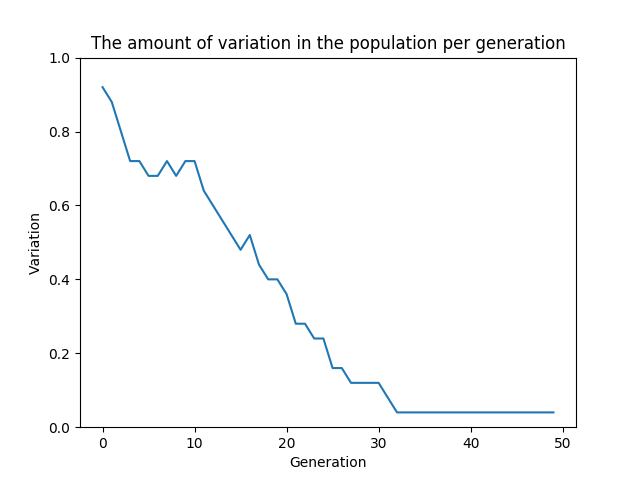 The amount of variation in the population per generation
1.0
0.8
0.6
0.4
0.2
0.0
Variation
0 10 20 30 40 50
Generation